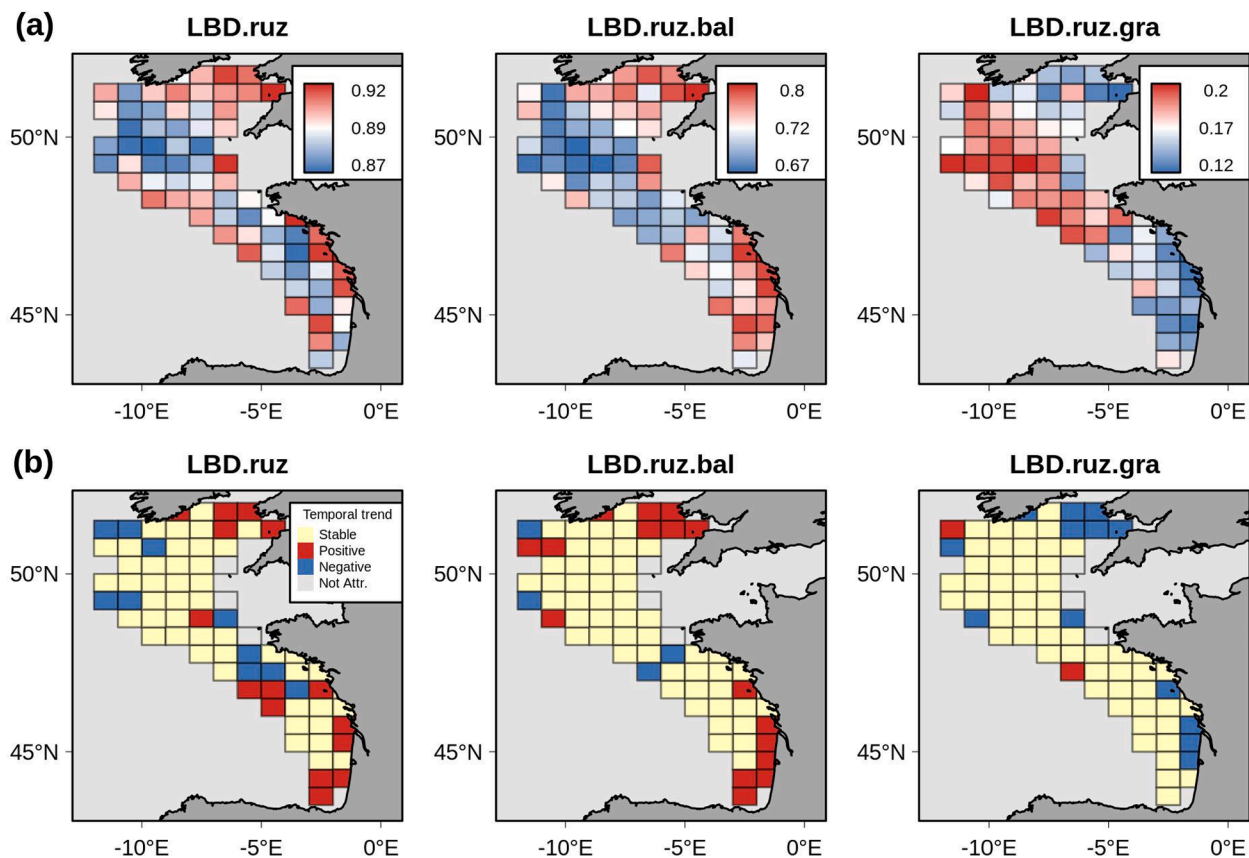 (a)
LBD.ruz
LBD.ruz.bal
LBD.ruz.gra
0.92
0.89
0.87
0.8
0.72
0.67
0.2
0.17
0.12
50°N
50°N
50°N
45°N
45°N
45°N
-10°E -5°E 0°E
-10°E -5°E 0°E
-10°E -5°E 0°E
(b)
LBD.ruz
LBD.ruz.bal
LBD.ruz.gra
Temporal trend
Stable
Positive
Negative
Not Attr.
50°N
50°N
50°N
45°N
45°N
45°N
-10°E -5°E 0°E
-10°E -5°E 0°E
-10°E -5°E 0°E